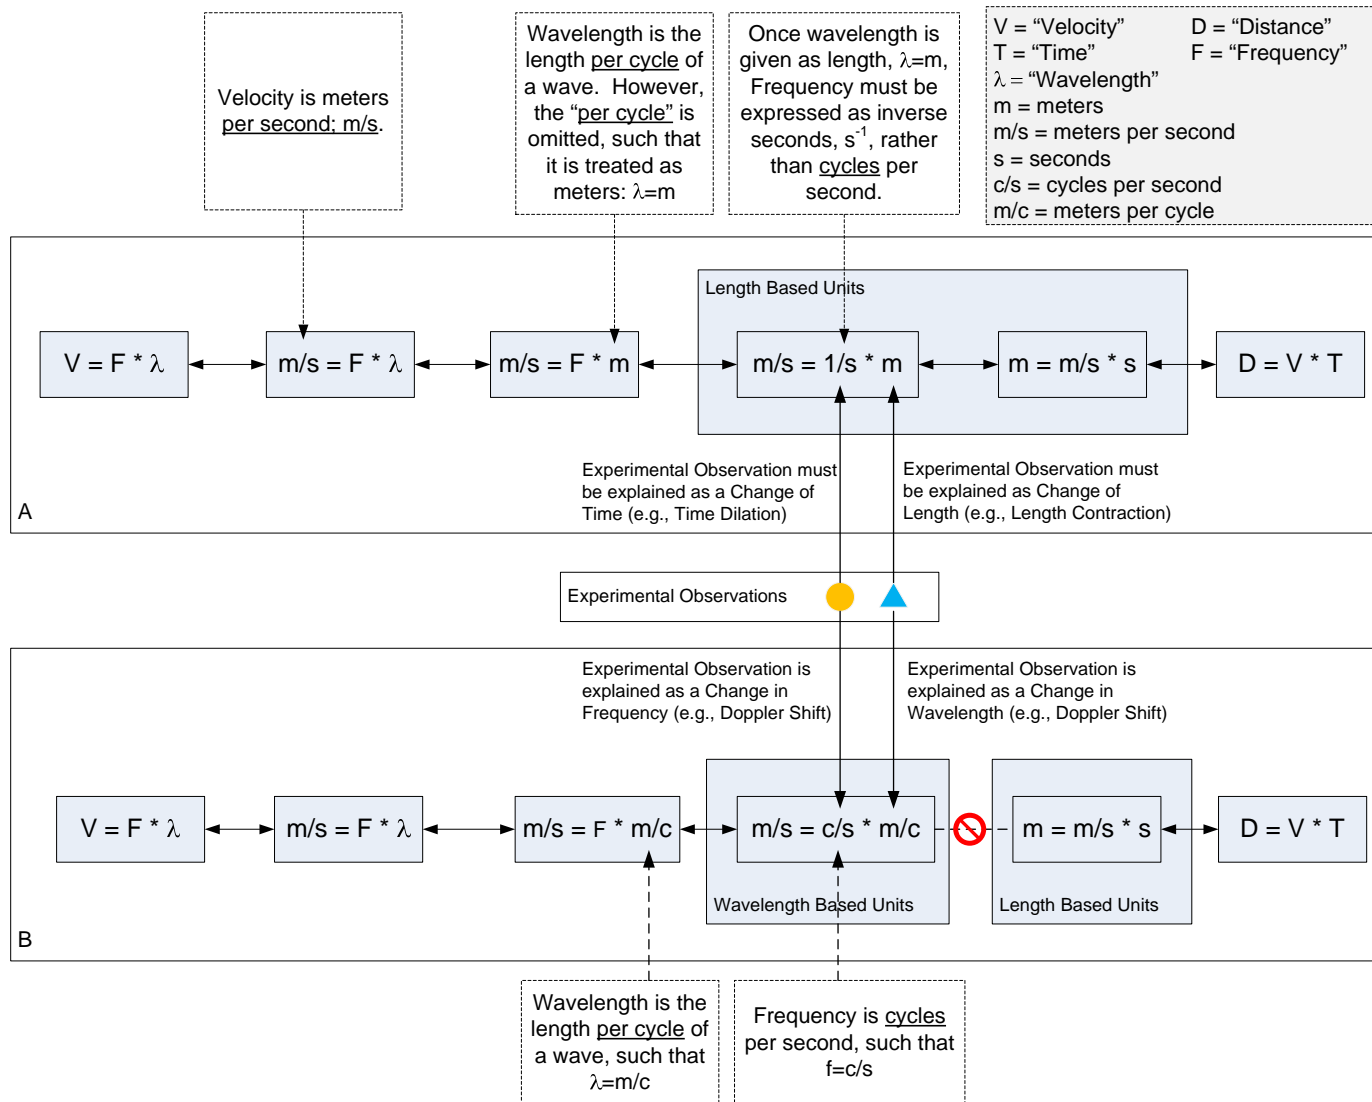 Velocity is meters
per second; m/s.
Wavelength is the
length per cycle of
a wave. However,
the “per cycle” is
omitted, such that
it is treated as
meters: λ=m
Once wavelength is
given as length, λ=m,
Frequency must be
expressed as inverse
seconds, s⁻¹, rather
than cycles per
second.
V = “Velocity” D = “Distance”
T = “Time” F = “Frequency”
λ = “Wavelength”
m = meters
m/s = meters per second
s = seconds
c/s = cycles per second
m/c = meters per cycle
Length Based Units
V = F * λ
m/s = F * λ
m/s = F * m
m/s = 1/s * m
m = m/s * s
D = V * T
Experimental Observation must
be explained as a Change of
Time (e.g., Time Dilation)
Experimental Observation must
be explained as Change of
Length (e.g., Length Contraction)
A
Experimental Observations
Experimental Observation is
explained as a Change in
Frequency (e.g., Doppler Shift)
Experimental Observation is
explained as a Change in
Wavelength (e.g., Doppler Shift)
V = F * λ
m/s = F * λ
m/s = F * m/c
m/s = c/s * m/c
m = m/s * s
D = V * T
Wavelength Based Units
Length Based Units
B
Wavelength is the
length per cycle of
a wave, such that
λ=m/c
Frequency is cycles
per second, such that
f=c/s